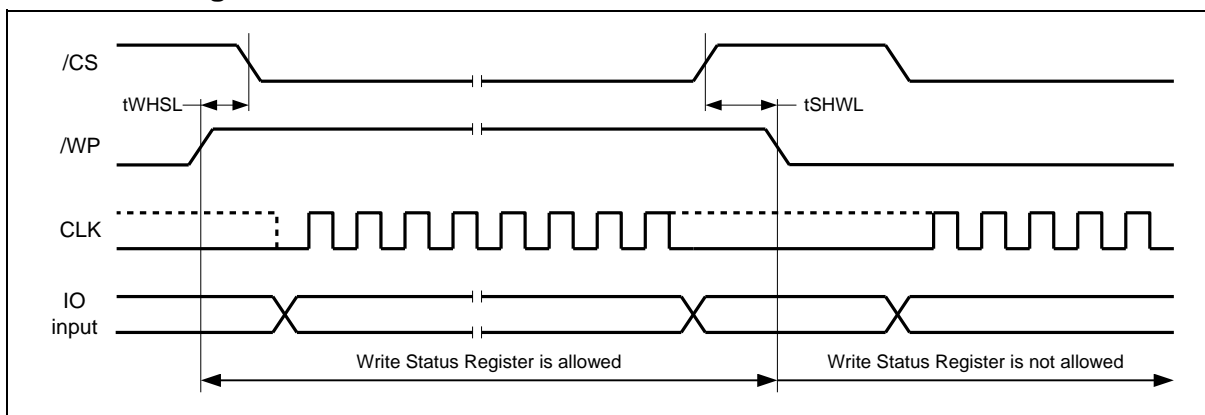 /CS
tWHSL
tSHWL
/WP
CLK
IO
input
Write Status Register is allowed
Write Status Register is not allowed